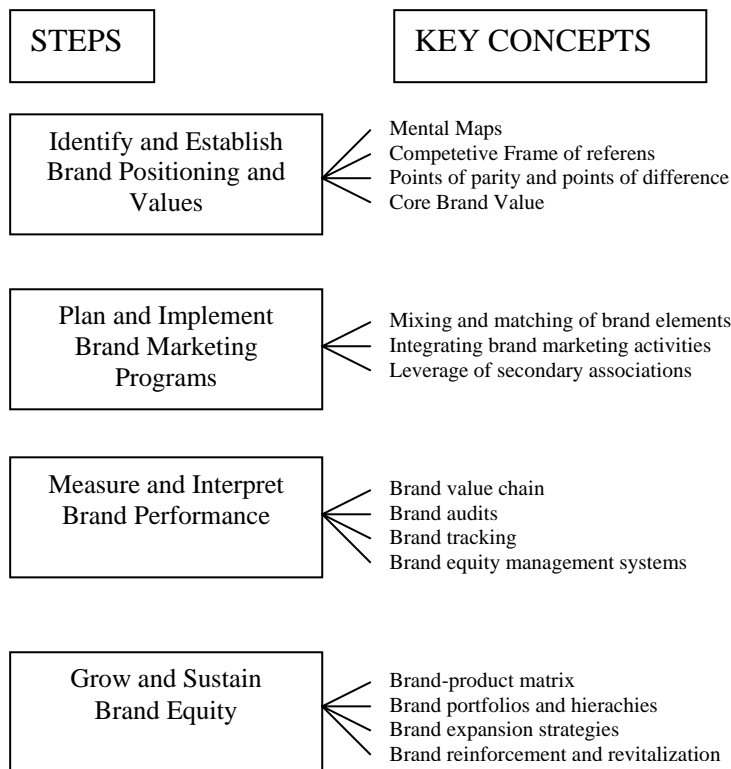 STEPS
KEY CONCEPTS
Identify and Establish
Brand Positioning and
Values
Mental Maps
Competetive Frame of referens
Points of parity and points of difference
Core Brand Value
Plan and Implement
Brand Marketing
Programs
Mixing and matching of brand elements
Integrating brand marketing activities
Leverage of secondary associations
Measure and Interpret
Brand Performance
Brand value chain
Brand audits
Brand tracking
Brand equity management systems
Grow and Sustain
Brand Equity
Brand-product matrix
Brand portfolios and hierachies
Brand expansion strategies
Brand reinforcement and revitalization